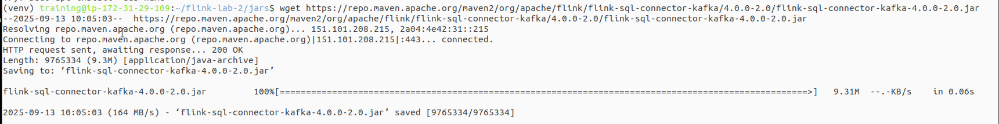 (venv) training@ip-172-31-29-109:~/flink-lab-2/jars$ wget https://repo.maven.apache.org/maven2/org/apache/flink/flink-sql-connector-kafka/4.0.0-2.0/flink-sql-connector-kafka-4.0.0-2.0.jar
--2025-09-13 10:05:03--  https://repo.maven.apache.org/maven2/org/apache/flink/flink-sql-connector-kafka/4.0.0-2.0/flink-sql-connector-kafka-4.0.0-2.0.jar
Resolving repo.maven.apache.org (repo.maven.apache.org)... 151.101.208.215, 2a04:4e42:31::215
Connecting to repo.maven.apache.org (repo.maven.apache.org)|151.101.208.215|:443... connected.
HTTP request sent, awaiting response... 200 OK
Length: 9765334 (9.3M) [application/java-archive]
Saving to: ‘flink-sql-connector-kafka-4.0.0-2.0.jar’
flink-sql-connector-kafka-4.0.0-2.0.jar         100%[=====================================================================================================>]   9.31M  --.-KB/s    in 0.06s
2025-09-13 10:05:03 (164 MB/s) - ‘flink-sql-connector-kafka-4.0.0-2.0.jar’ saved [9765334/9765334]